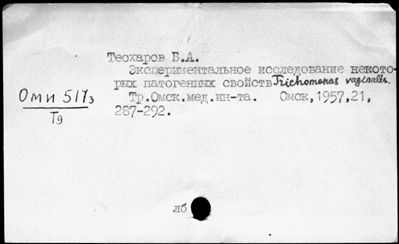 Теохаров Б.А.
Экспериментальное исследование некото-
рых патогенных свойств Trichomonas vaginalis.
Оми 517з
Т9
Тр.Омск.мед.ин-та. Омск,1957,21,
287-292.
лб